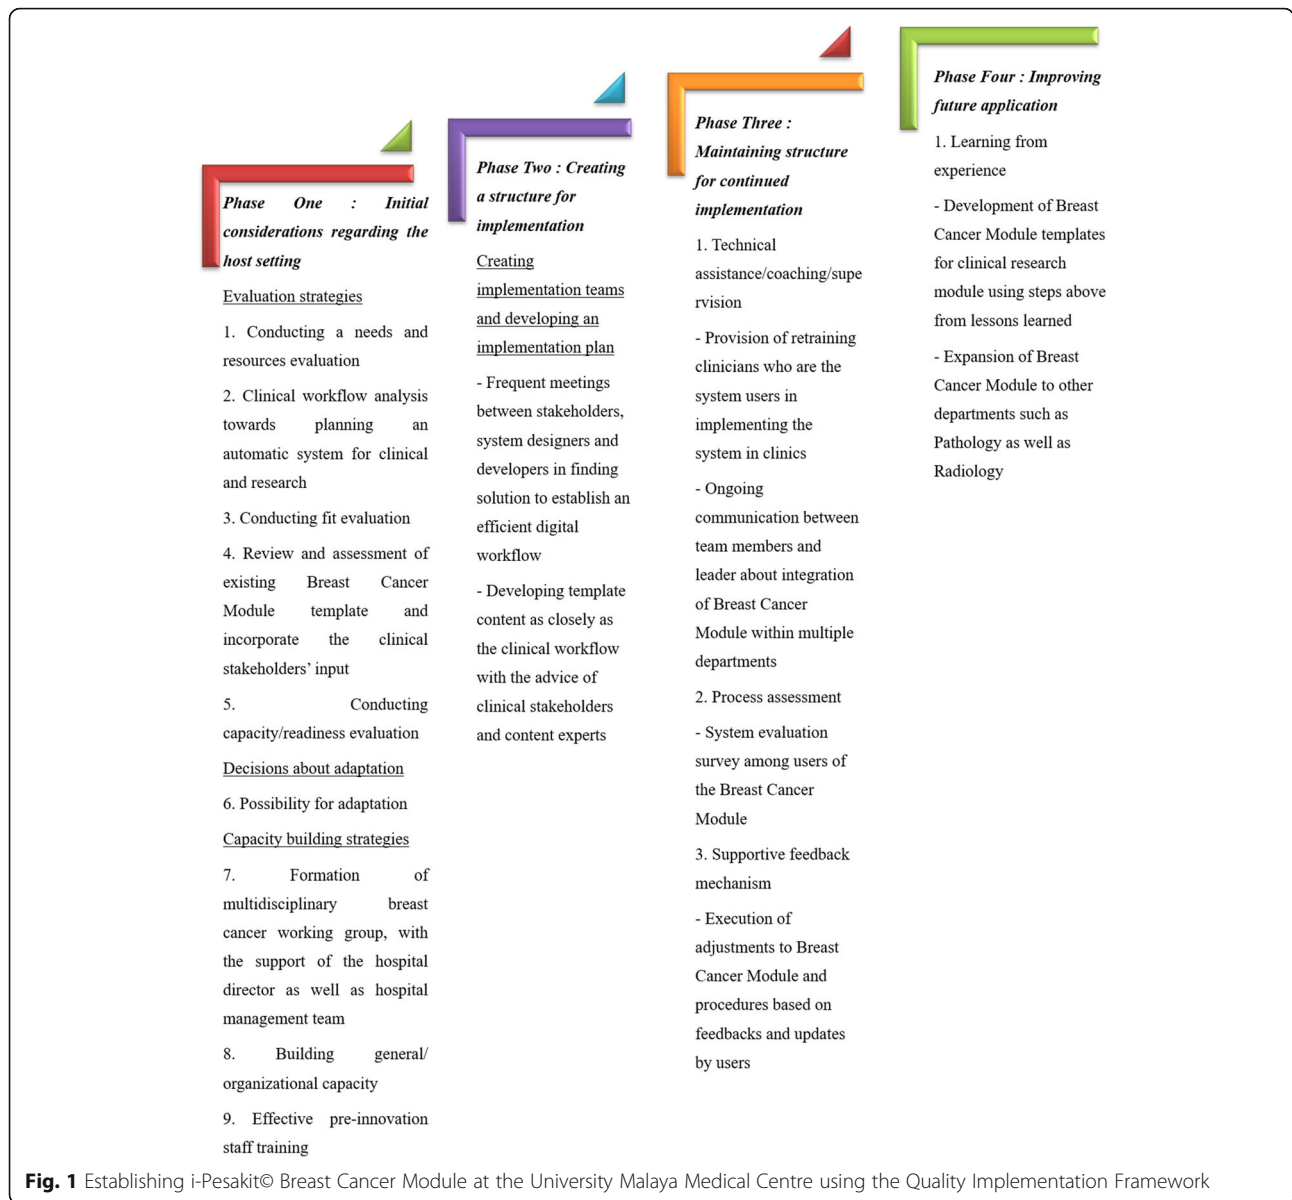 Phase One : Initial
considerations regarding the
host setting
Evaluation strategies
1. Conducting a needs and
resources evaluation
2. Clinical workflow analysis
towards planning an
automatic system for clinical
and research
3. Conducting fit evaluation
4. Review and assessment of
existing Breast Cancer
Module template and
incorporate the clinical
stakeholders’ input
5. Conducting
capacity/readiness evaluation
Decisions about adaptation
6. Possibility for adaptation
Capacity building strategies
7. Formation of
multidisciplinary breast
cancer working group, with
the support of the hospital
director as well as hospital
management team
8. Building general/
organizational capacity
9. Effective pre-innovation
staff training
Phase Two : Creating
a structure for
implementation
Creating
implementation teams
and developing an
implementation plan
- Frequent meetings
between stakeholders,
system designers and
developers in finding
solution to establish an
efficient digital
workflow
- Developing template
content as closely as
the clinical workflow
with the advice of
clinical stakeholders
and content experts
Phase Three :
Maintaining structure
for continued
implementation
1. Technical
assistance/coaching/supe
rvision
- Provision of retraining
clinicians who are the
system users in
implementing the
system in clinics
- Ongoing
communication between
team members and
leader about integration
of Breast Cancer
Module within multiple
departments
2. Process assessment
- System evaluation
survey among users of
the Breast Cancer
Module
3. Supportive feedback
mechanism
- Execution of
adjustments to Breast
Cancer Module and
procedures based on
feedbacks and updates
by users
Phase Four : Improving
future application
1. Learning from
experience
- Development of Breast
Cancer Module templates
for clinical research
module using steps above
from lessons learned
- Expansion of Breast
Cancer Module to other
departments such as
Pathology as well as
Radiology
Fig. 1 Establishing i-Pesakit© Breast Cancer Module at the University Malaya Medical Centre using the Quality Implementation Framework